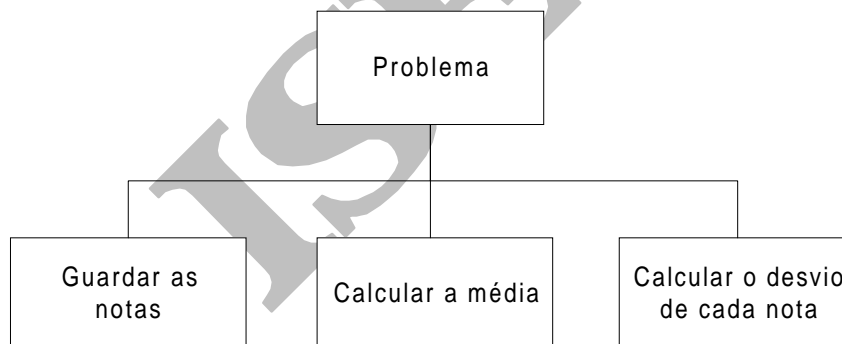 Problema
Guardar as
notas
Calcular a média
Calcular o desvio
de cada nota